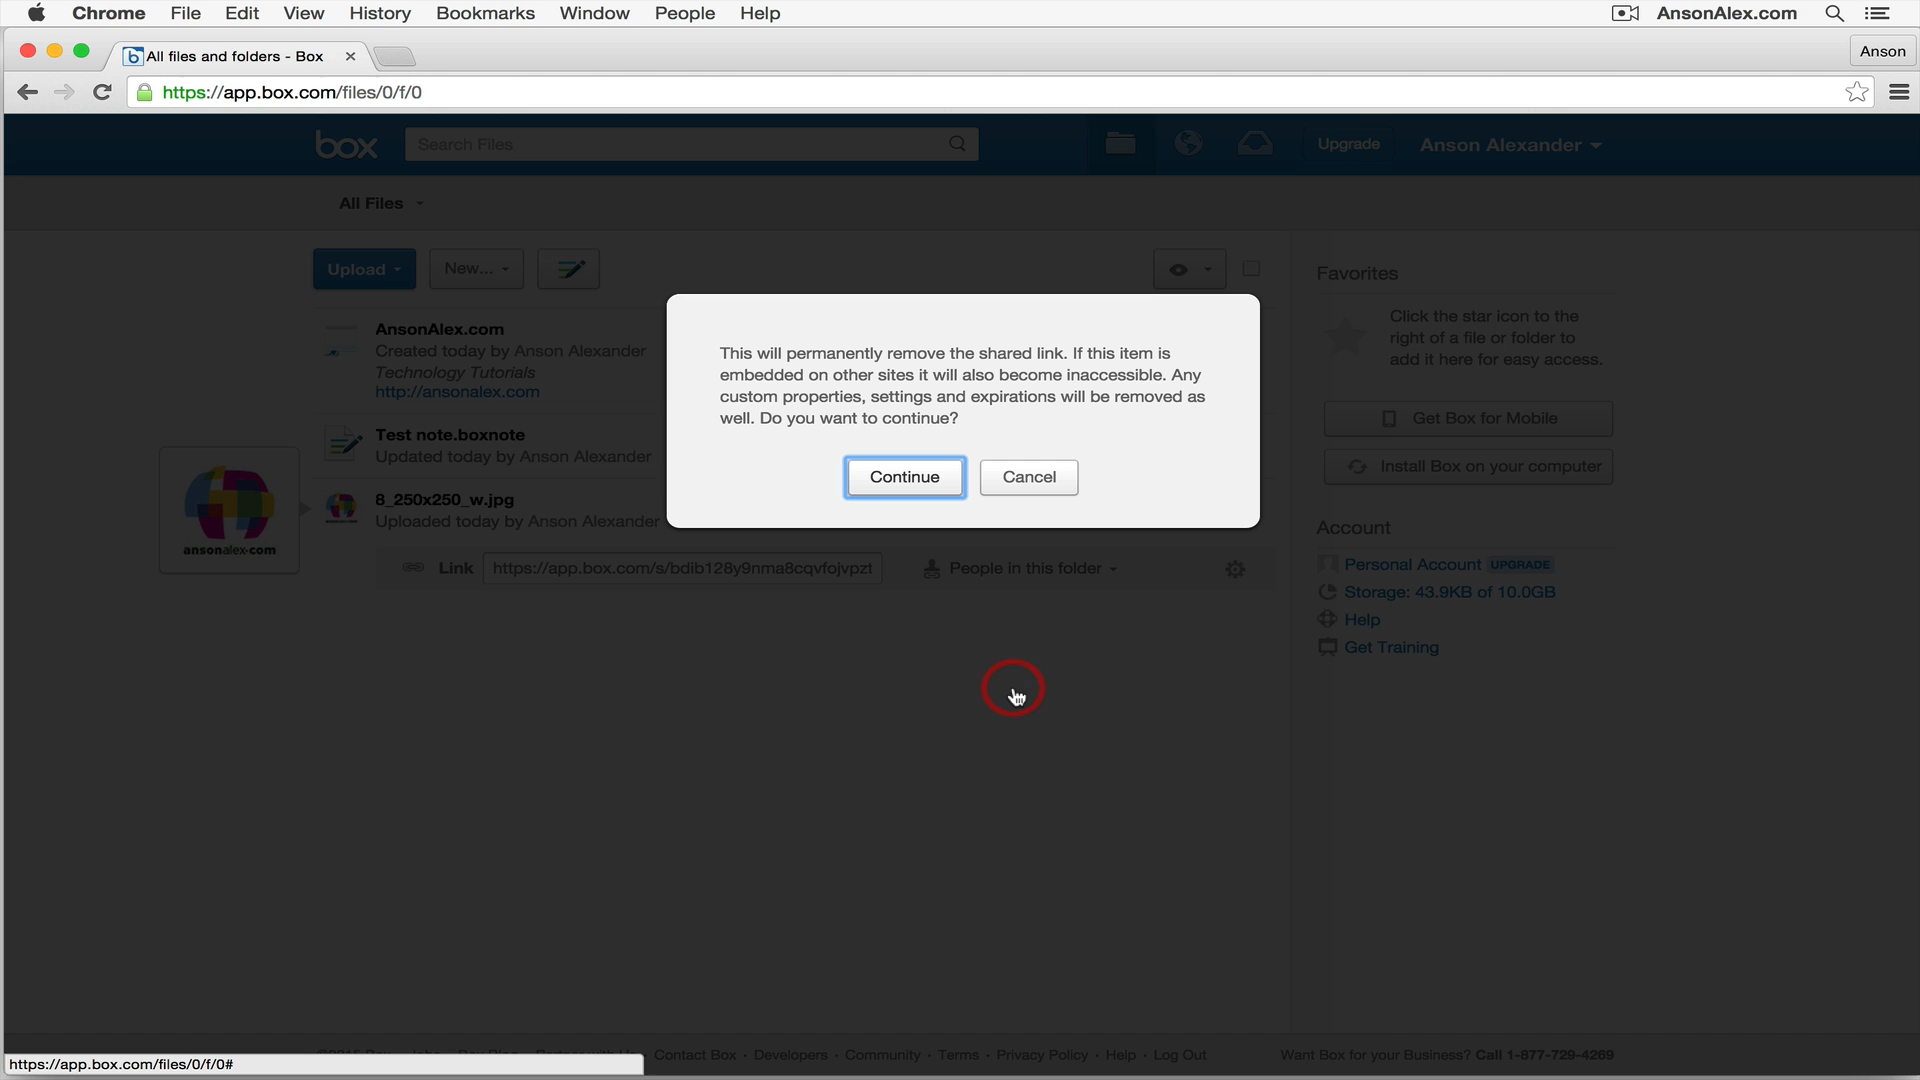 Chrome File Edit View History Bookmarks Window People Help AnsonAlex.com
All files and folders - Box Anson
https://app.box.com/files/0/f/0
box Search Files Upgrade Anson Alexander
All Files
Upload New...
Favorites
Click the star icon to the
right of a file or folder to
add it here for easy access.
Get Box for Mobile
Install Box on your computer
Account
Personal Account UPGRADE
Storage: 43.9KB of 10.0GB
Help
Get Training
AnsonAlex.com
Created today by Anson Alexander
Technology Tutorials
http://ansonalex.com
Test note.boxnote
Updated today by Anson Alexander
8_250x250_w.jpg
Uploaded today by Anson Alexander
ansonalex.com
ansonalex.com
Link https://app.box.com/s/bdib128y9nma8cqvfojvpzt People in this folder
This will permanently remove the shared link. If this item is
embedded on other sites it will also become inaccessible. Any
custom properties, settings and expirations will be removed as
well. Do you want to continue?
Continue Cancel
Contact Box · Developers · Community · Terms · Privacy Policy · Help · Log Out
Want Box for your Business? Call 1-877-729-4269
https://app.box.com/files/0/f/0#